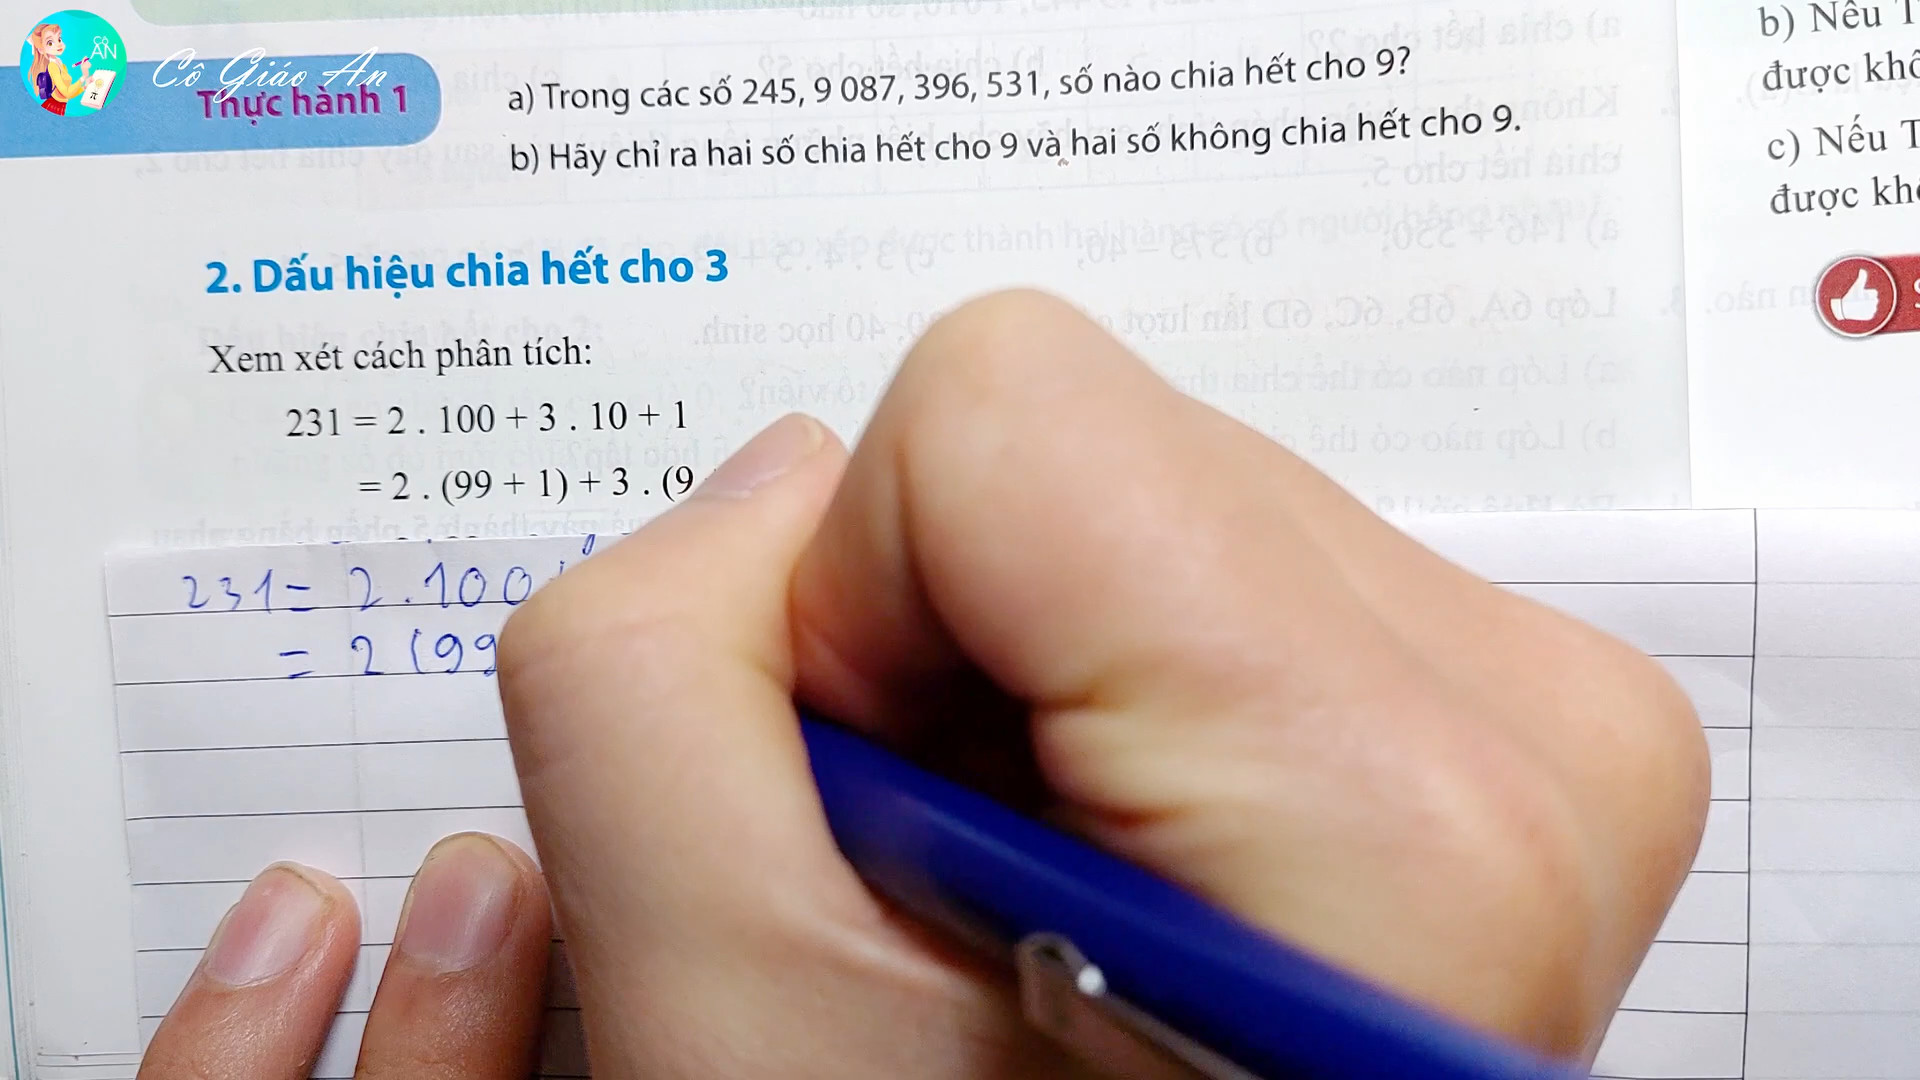 CÔ AN
Cô Giáo An
Thực hành 1
a) Trong các số 245, 9 087, 396, 531, số nào chia hết cho 9?
b) Hãy chỉ ra hai số chia hết cho 9 và hai số không chia hết cho 9.
2. Dấu hiệu chia hết cho 3
Xem xét cách phân tích:
231 = 2 . 100 + 3 . 10 + 1
= 2 . (99 + 1) + 3 . (9
231 = 2.100
= 2 (99
b) Nếu
được
c) Nếu
được